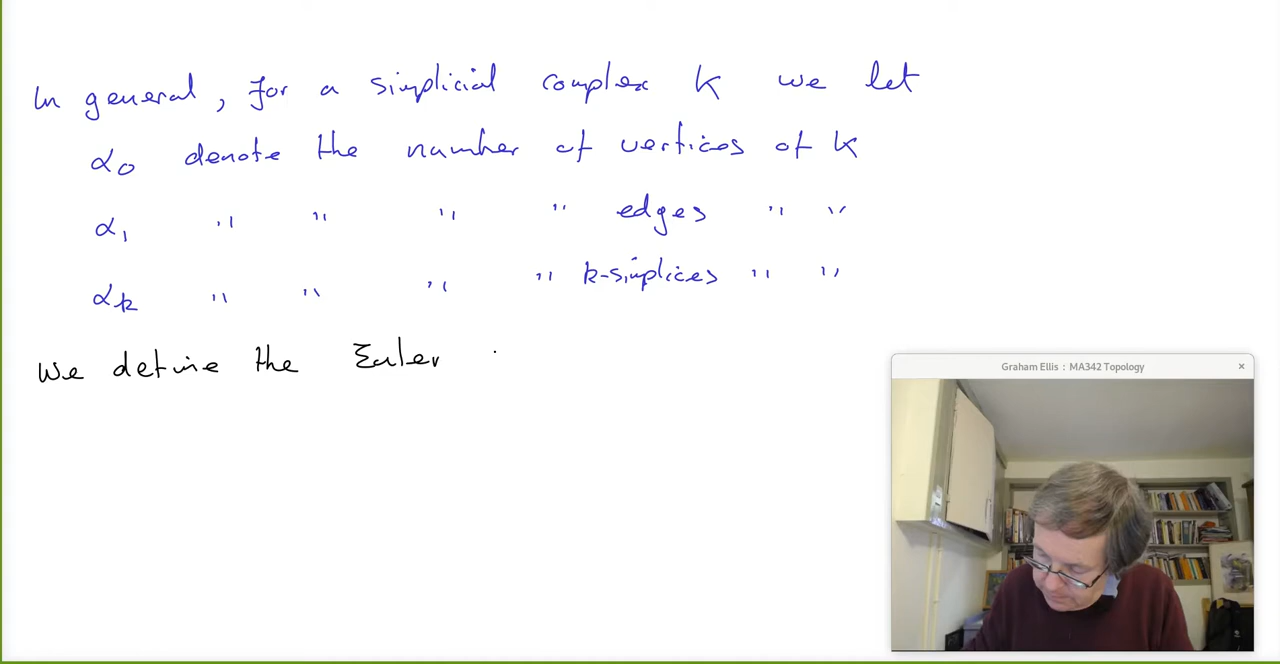 In general, for a simplicial complex K we let
α₀ denote the number of vertices of K
α₁ " " " " edges " "
αₖ " " " " k-simplices " "
We define the Euler
Graham Ellis : MA342 Topology